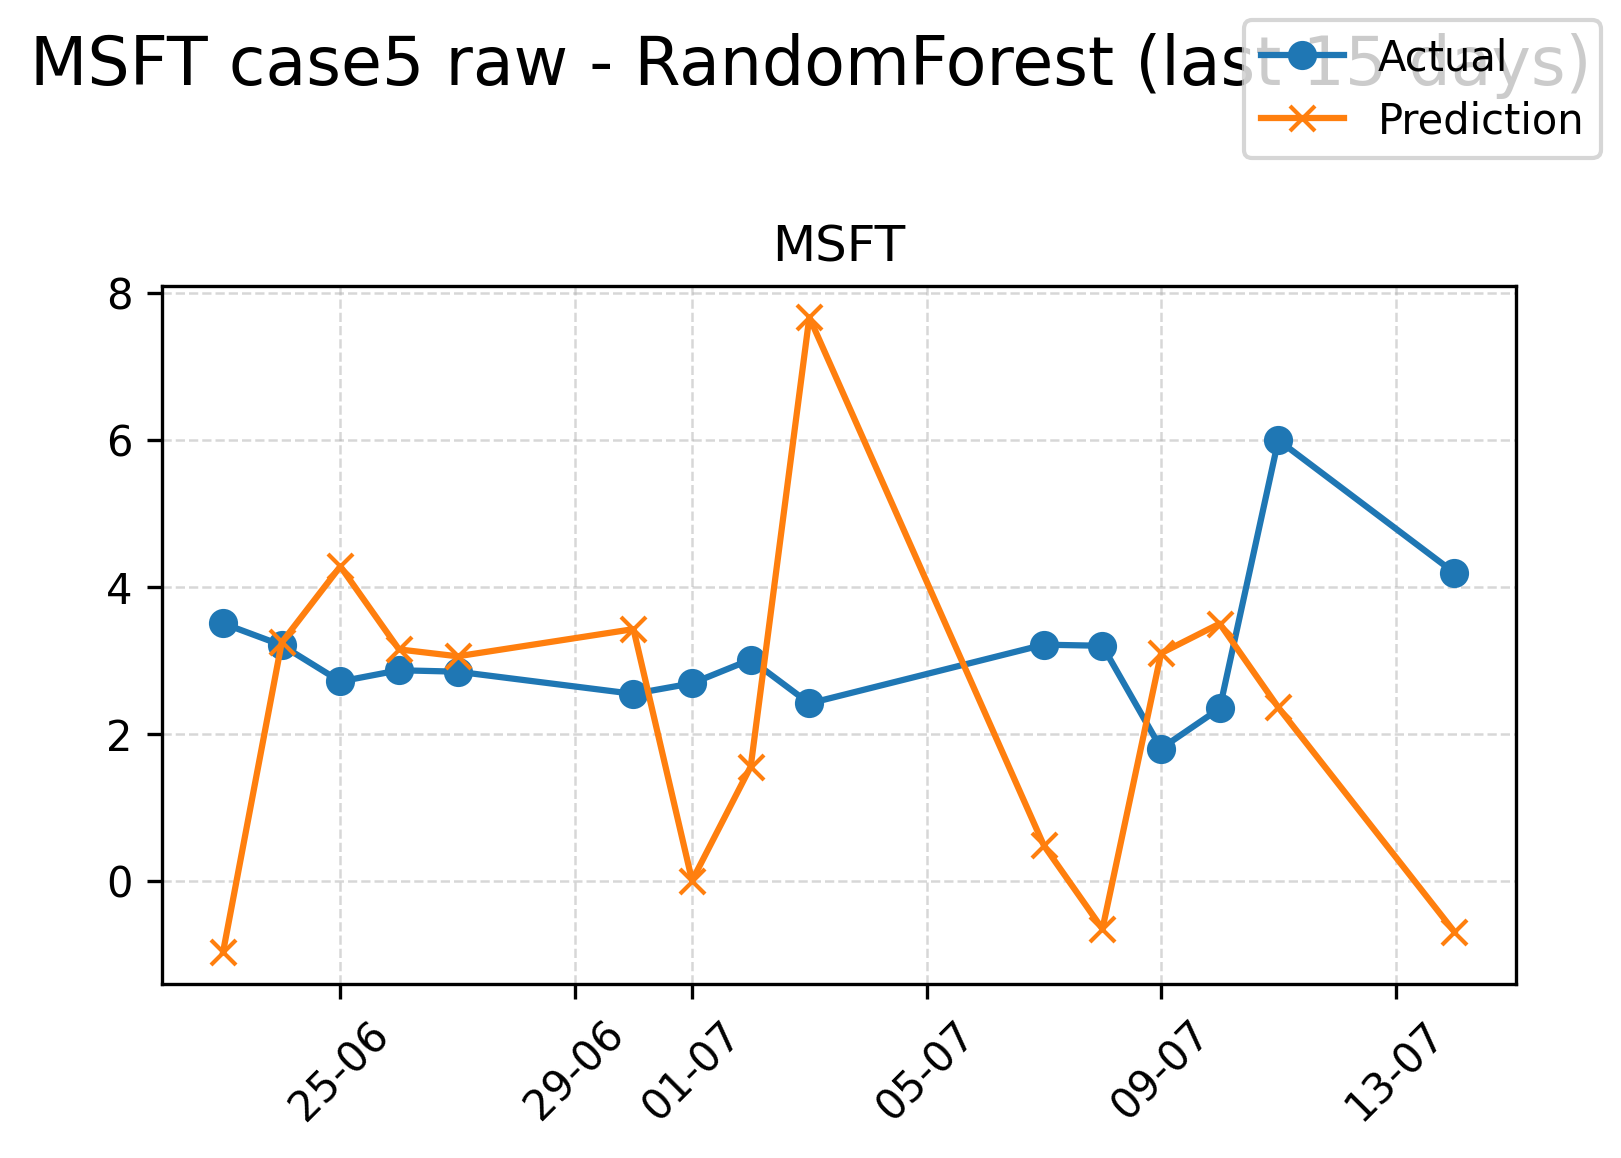 MSFT case5 raw - RandomForest (last 15 days)
Actual
Prediction
MSFT
8
6
4
2
0
25-06
29-06
01-07
05-07
09-07
13-07